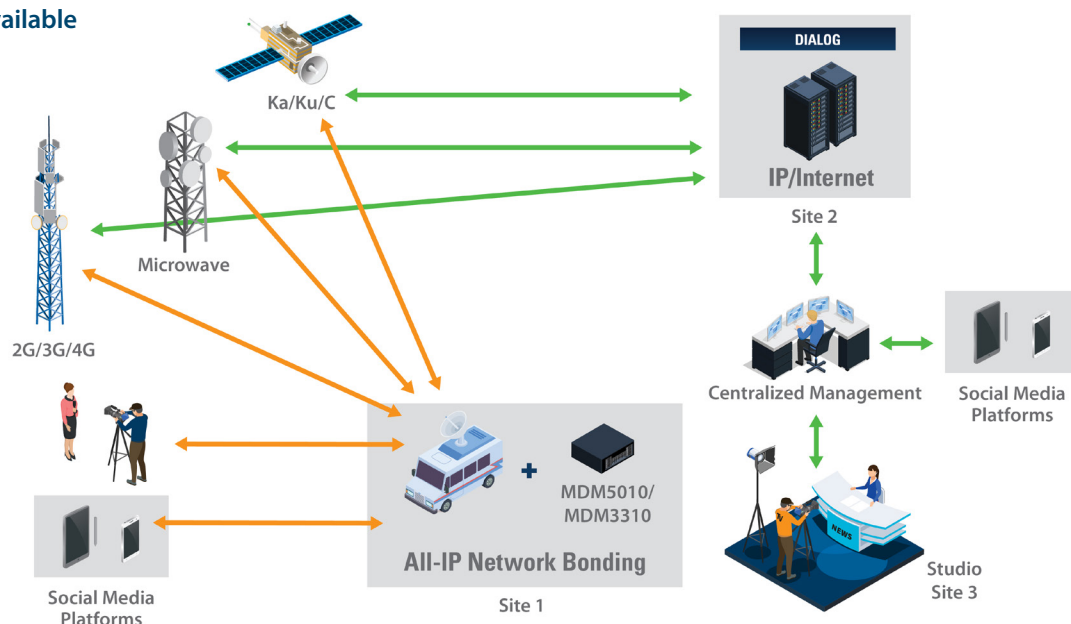 DIALOG
Ka/Ku/C
IP/Internet
Site 2
Microwave
2G/3G/4G
Centralized Management
Social Media
Platforms
MDM5010/
MDM3310
+
All-IP Network Bonding
Site 1
NEWS
Studio
Site 3
Social Media
Platforms